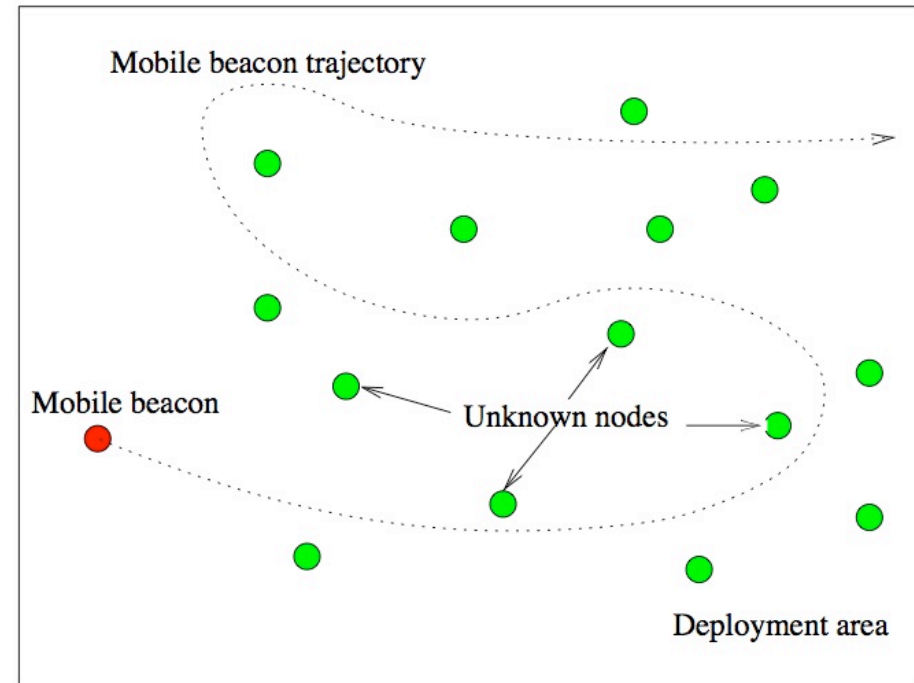 Mobile beacon trajectory
Mobile beacon
Unknown nodes
Deployment area